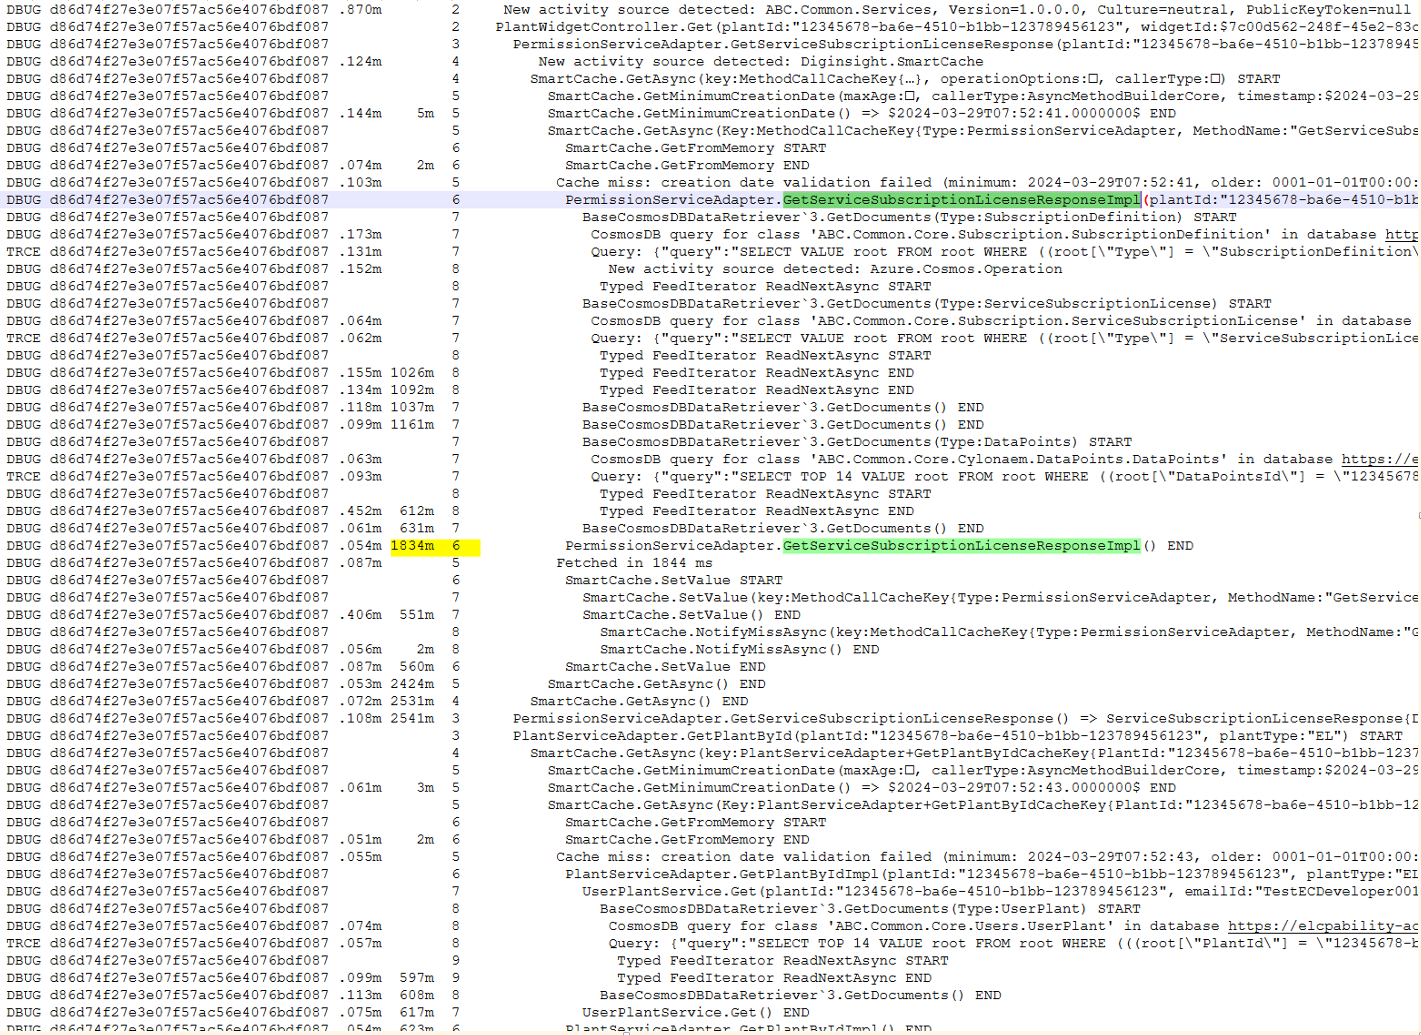 DBUG d86d74f27e3e07f57ac56e4076bdf087 .870m 2 New activity source detected: ABC.Common.Services, Version=1.0.0.0, Culture=neutral, PublicKeyToken=null
DBUG d86d74f27e3e07f57ac56e4076bdf087 2 PlantWidgetController.Get(plantId:"12345678-ba6e-4510-b1bb-123789456123", widgetId:$7c00d562-248f-45e2-83c
DBUG d86d74f27e3e07f57ac56e4076bdf087 3 PermissionServiceAdapter.GetServiceSubscriptionLicenseResponse(plantId:"12345678-ba6e-4510-b1bb-12378945
DBUG d86d74f27e3e07f57ac56e4076bdf087 .124m 4 New activity source detected: Diginsight.SmartCache
DBUG d86d74f27e3e07f57ac56e4076bdf087 4 SmartCache.GetAsync(key:MethodCallCacheKey{…}, operationOptions:□, callerType:□) START
DBUG d86d74f27e3e07f57ac56e4076bdf087 5 SmartCache.GetMinimumCreationDate(maxAge:□, callerType:AsyncMethodBuilderCore, timestamp:$2024-03-29
DBUG d86d74f27e3e07f57ac56e4076bdf087 .144m 5m 5 SmartCache.GetMinimumCreationDate() => $2024-03-29T07:52:41.0000000$ END
DBUG d86d74f27e3e07f57ac56e4076bdf087 5 SmartCache.GetAsync(Key:MethodCallCacheKey{Type:PermissionServiceAdapter, MethodName:"GetServiceSubs
DBUG d86d74f27e3e07f57ac56e4076bdf087 6 SmartCache.GetFromMemory START
DBUG d86d74f27e3e07f57ac56e4076bdf087 .074m 2m 6 SmartCache.GetFromMemory END
DBUG d86d74f27e3e07f57ac56e4076bdf087 .103m 5 Cache miss: creation date validation failed (minimum: 2024-03-29T07:52:41, older: 0001-01-01T00:00:
DBUG d86d74f27e3e07f57ac56e4076bdf087 6 PermissionServiceAdapter.GetServiceSubscriptionLicenseResponseImpl(plantId:"12345678-ba6e-4510-b1b
DBUG d86d74f27e3e07f57ac56e4076bdf087 7 BaseCosmosDBDataRetriever`3.GetDocuments(Type:SubscriptionDefinition) START
DBUG d86d74f27e3e07f57ac56e4076bdf087 .173m 7 CosmosDB query for class 'ABC.Common.Core.Subscription.SubscriptionDefinition' in database http
TRCE d86d74f27e3e07f57ac56e4076bdf087 .131m 7 Query: {"query":"SELECT VALUE root FROM root WHERE ((root[\"Type\"] = \"SubscriptionDefinition\
DBUG d86d74f27e3e07f57ac56e4076bdf087 .152m 8 New activity source detected: Azure.Cosmos.Operation
DBUG d86d74f27e3e07f57ac56e4076bdf087 8 Typed FeedIterator ReadNextAsync START
DBUG d86d74f27e3e07f57ac56e4076bdf087 7 BaseCosmosDBDataRetriever`3.GetDocuments(Type:ServiceSubscriptionLicense) START
DBUG d86d74f27e3e07f57ac56e4076bdf087 .064m 7 CosmosDB query for class 'ABC.Common.Core.Subscription.ServiceSubscriptionLicense' in database
TRCE d86d74f27e3e07f57ac56e4076bdf087 .062m 7 Query: {"query":"SELECT VALUE root FROM root WHERE ((root[\"Type\"] = \"ServiceSubscriptionLice
DBUG d86d74f27e3e07f57ac56e4076bdf087 8 Typed FeedIterator ReadNextAsync START
DBUG d86d74f27e3e07f57ac56e4076bdf087 .155m 1026m 8 Typed FeedIterator ReadNextAsync END
DBUG d86d74f27e3e07f57ac56e4076bdf087 .134m 1092m 8 Typed FeedIterator ReadNextAsync END
DBUG d86d74f27e3e07f57ac56e4076bdf087 .118m 1037m 7 BaseCosmosDBDataRetriever`3.GetDocuments() END
DBUG d86d74f27e3e07f57ac56e4076bdf087 .099m 1161m 7 BaseCosmosDBDataRetriever`3.GetDocuments() END
DBUG d86d74f27e3e07f57ac56e4076bdf087 7 BaseCosmosDBDataRetriever`3.GetDocuments(Type:DataPoints) START
DBUG d86d74f27e3e07f57ac56e4076bdf087 .063m 7 CosmosDB query for class 'ABC.Common.Core.Cylonaem.DataPoints.DataPoints' in database https://e
TRCE d86d74f27e3e07f57ac56e4076bdf087 .093m 7 Query: {"query":"SELECT TOP 14 VALUE root FROM root WHERE ((root[\"DataPointsId\"] = \"12345678
DBUG d86d74f27e3e07f57ac56e4076bdf087 8 Typed FeedIterator ReadNextAsync START
DBUG d86d74f27e3e07f57ac56e4076bdf087 .452m 612m 8 Typed FeedIterator ReadNextAsync END
DBUG d86d74f27e3e07f57ac56e4076bdf087 .061m 631m 7 BaseCosmosDBDataRetriever`3.GetDocuments() END
DBUG d86d74f27e3e07f57ac56e4076bdf087 .054m 1834m 6 PermissionServiceAdapter.GetServiceSubscriptionLicenseResponseImpl() END
DBUG d86d74f27e3e07f57ac56e4076bdf087 .087m 5 Fetched in 1844 ms
DBUG d86d74f27e3e07f57ac56e4076bdf087 6 SmartCache.SetValue START
DBUG d86d74f27e3e07f57ac56e4076bdf087 7 SmartCache.SetValue(key:MethodCallCacheKey{Type:PermissionServiceAdapter, MethodName:"GetService
DBUG d86d74f27e3e07f57ac56e4076bdf087 .406m 551m 7 SmartCache.SetValue() END
DBUG d86d74f27e3e07f57ac56e4076bdf087 8 SmartCache.NotifyMissAsync(key:MethodCallCacheKey{Type:PermissionServiceAdapter, MethodName:"G
DBUG d86d74f27e3e07f57ac56e4076bdf087 .056m 2m 8 SmartCache.NotifyMissAsync() END
DBUG d86d74f27e3e07f57ac56e4076bdf087 .087m 560m 6 SmartCache.SetValue END
DBUG d86d74f27e3e07f57ac56e4076bdf087 .053m 2424m 5 SmartCache.GetAsync() END
DBUG d86d74f27e3e07f57ac56e4076bdf087 .072m 2531m 4 SmartCache.GetAsync() END
DBUG d86d74f27e3e07f57ac56e4076bdf087 .108m 2541m 3 PermissionServiceAdapter.GetServiceSubscriptionLicenseResponse() => ServiceSubscriptionLicenseResponse{D
DBUG d86d74f27e3e07f57ac56e4076bdf087 3 PlantServiceAdapter.GetPlantById(plantId:"12345678-ba6e-4510-b1bb-123789456123", plantType:"EL") START
DBUG d86d74f27e3e07f57ac56e4076bdf087 4 SmartCache.GetAsync(key:PlantServiceAdapter+GetPlantByIdCacheKey{PlantId:"12345678-ba6e-4510-b1bb-1237
DBUG d86d74f27e3e07f57ac56e4076bdf087 5 SmartCache.GetMinimumCreationDate(maxAge:□, callerType:AsyncMethodBuilderCore, timestamp:$2024-03-29
DBUG d86d74f27e3e07f57ac56e4076bdf087 .061m 3m 5 SmartCache.GetMinimumCreationDate() => $2024-03-29T07:52:43.0000000$ END
DBUG d86d74f27e3e07f57ac56e4076bdf087 5 SmartCache.GetAsync(Key:PlantServiceAdapter+GetPlantByIdCacheKey{PlantId:"12345678-ba6e-4510-b1bb-12
DBUG d86d74f27e3e07f57ac56e4076bdf087 6 SmartCache.GetFromMemory START
DBUG d86d74f27e3e07f57ac56e4076bdf087 .051m 2m 6 SmartCache.GetFromMemory END
DBUG d86d74f27e3e07f57ac56e4076bdf087 .055m 5 Cache miss: creation date validation failed (minimum: 2024-03-29T07:52:43, older: 0001-01-01T00:00:
DBUG d86d74f27e3e07f57ac56e4076bdf087 6 PlantServiceAdapter.GetPlantByIdImpl(plantId:"12345678-ba6e-4510-b1bb-123789456123", plantType:"EL
DBUG d86d74f27e3e07f57ac56e4076bdf087 7 UserPlantService.Get(plantId:"12345678-ba6e-4510-b1bb-123789456123", emailId:"TestECDeveloper001
DBUG d86d74f27e3e07f57ac56e4076bdf087 8 BaseCosmosDBDataRetriever`3.GetDocuments(Type:UserPlant) START
DBUG d86d74f27e3e07f57ac56e4076bdf087 .074m 8 CosmosDB query for class 'ABC.Common.Core.Users.UserPlant' in database https://elcpability-ac
TRCE d86d74f27e3e07f57ac56e4076bdf087 .057m 8 Query: {"query":"SELECT TOP 14 VALUE root FROM root WHERE (((root[\"PlantId\"] = \"12345678-b
DBUG d86d74f27e3e07f57ac56e4076bdf087 9 Typed FeedIterator ReadNextAsync START
DBUG d86d74f27e3e07f57ac56e4076bdf087 .099m 597m 9 Typed FeedIterator ReadNextAsync END
DBUG d86d74f27e3e07f57ac56e4076bdf087 .113m 608m 8 BaseCosmosDBDataRetriever`3.GetDocuments() END
DBUG d86d74f27e3e07f57ac56e4076bdf087 .075m 617m 7 UserPlantService.Get() END
DBUG d86d74f27e3e07f57ac56e4076bdf087 .054m 623m 6 PlantServiceAdapter.GetPlantByIdImpl() END